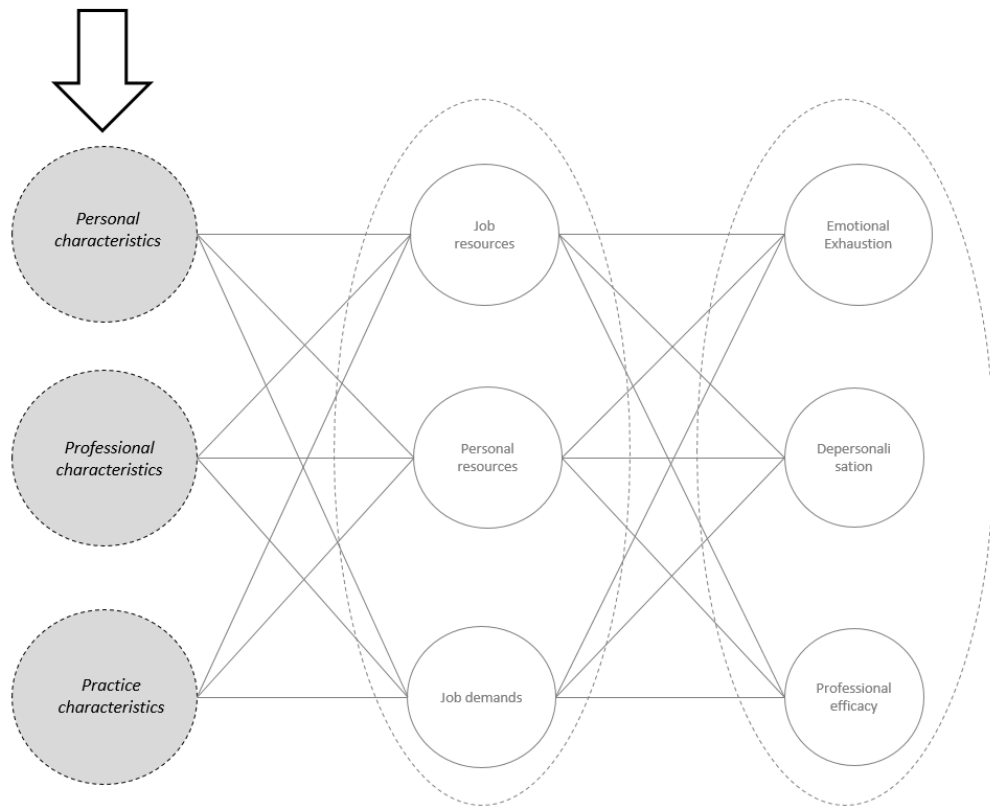 Personal
characteristics
Job
resources
Emotional
Exhaustion
Professional
characteristics
Personal
resources
Depersonali
sation
Practice
characteristics
Job demands
Professional
efficacy